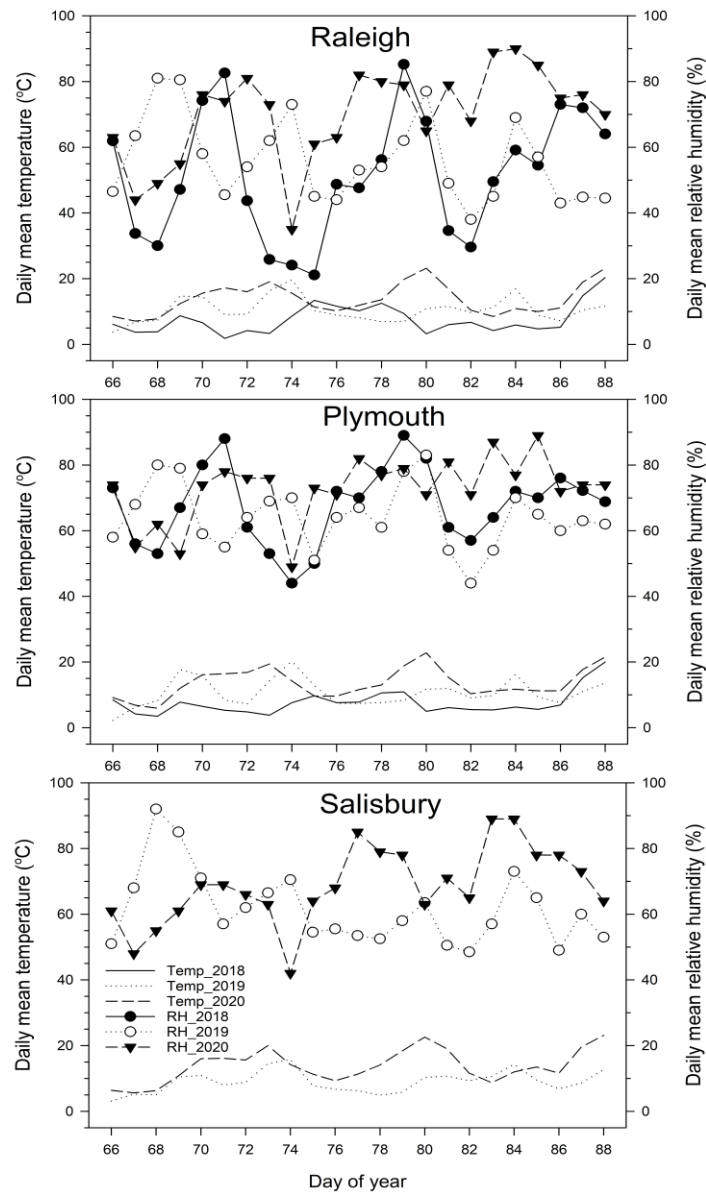 Raleigh
100
80
60
40
20
0
Daily mean temperature (°C)
100
80
60
40
20
0
Daily mean relative humidity (%)
66 68 70 72 74 76 78 80 82 84 86 88
Plymouth
100
80
60
40
20
0
Daily mean temperature (°C)
100
80
60
40
20
0
Daily mean relative humidity (%)
66 68 70 72 74 76 78 80 82 84 86 88
Salisbury
100
80
60
40
20
0
Daily mean temperature (°C)
Temp_2018
Temp_2019
Temp_2020
RH_2018
RH_2019
RH_2020
100
80
60
40
20
0
Daily mean relative humidity (%)
66 68 70 72 74 76 78 80 82 84 86 88
Day of year